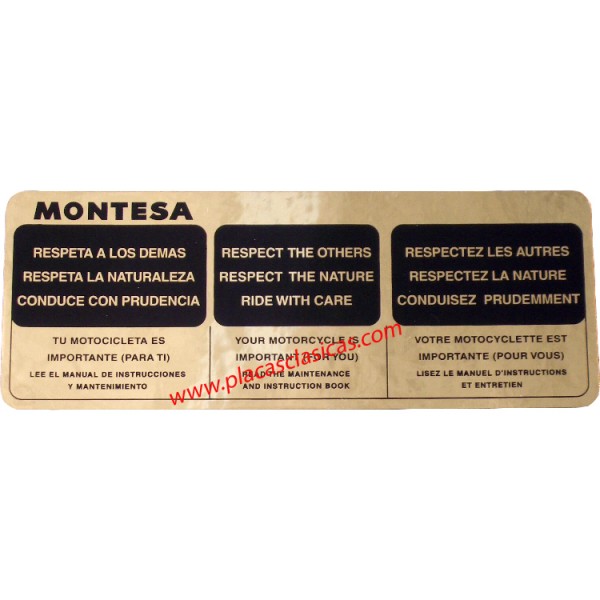 MONTESA
RESPETA A LOS DEMAS
RESPETA LA NATURALEZA
CONDUCE CON PRUDENCIA
TU MOTOCICLETA ES
IMPORTANTE (PARA TI)
LEE EL MANUAL DE INSTRUCCIONES
Y MANTENIMIENTO
RESPECT THE OTHERS
RESPECT THE NATURE
RIDE WITH CARE
YOUR MOTORCYCLE IS
IMPORTANT (FOR YOU)
READ THE MAINTENANCE
AND INSTRUCTION BOOK
RESPECTEZ LES AUTRES
RESPECTEZ LA NATURE
CONDUISEZ PRUDEMMENT
VOTRE MOTOCYCLETTE EST
IMPORTANTE (POUR VOUS)
LISEZ LE MANUEL D'INSTRUCTIONS
ET ENTRETIEN
www.placasclasicas.com